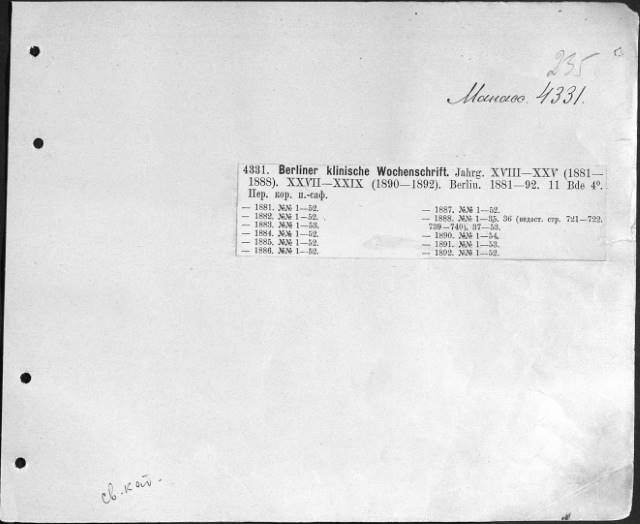 235
Манасс. 4331.
4331. Berliner klinische Wochenschrift. Jahrg. XVIII—XXV (1881—
1888). XXVII—XXIX (1890—1892). Berlin. 1881—92. 11 Bde 4⁰.
Пер. кор. п.-саф.
— 1881. №№ 1—52.
— 1882. №№ 1—52.
— 1883. №№ 1—53.
— 1884. №№ 1—52.
— 1885. №№ 1—52.
— 1886. №№ 1—52.
— 1887. №№ 1—52.
— 1888. №№ 1—35. 36 (недост. стр. 721—722.
739—740). 37—53.
— 1890. №№ 1—54.
— 1891. №№ 1—53.
— 1892. №№ 1—52.
св. кат.